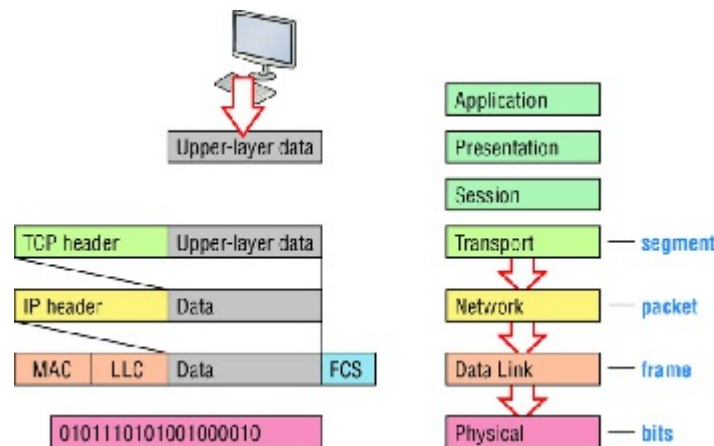 Application
Upper-layer data
Presentation
Session
TCP header
Upper-layer data
Transport
segment
IP header
Data
Network
packet
MAC
LLC
Data
FCS
Data Link
frame
0101110101001000010
Physical
bits